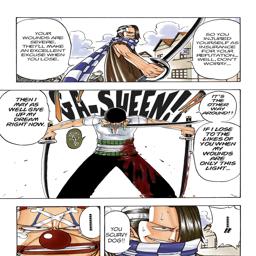 SO YOU
INJURED
YOURSELF AS
INSURANCE FOR
YOUR
REPUTATION...
WELL, DON'T
WORRY...
YOUR
WOUNDS ARE
SEVERE.
THEY'LL MAKE
AN EXCELLENT
EXCUSE WHEN
YOU LOSE.
GA-SHEEN!!
IT'S
THE OTHER
WAY
AROUND!!
IF I LOSE
TO THE
LIKES OF
YOU WHEN
MY
WOUNDS
ARE
ONLY THIS
LIGHT...
THEN I
MAY AS
WELL GIVE
UP MY
DREAM
RIGHT NOW.
!!
YOU
SCURVY
DOG!!
!!